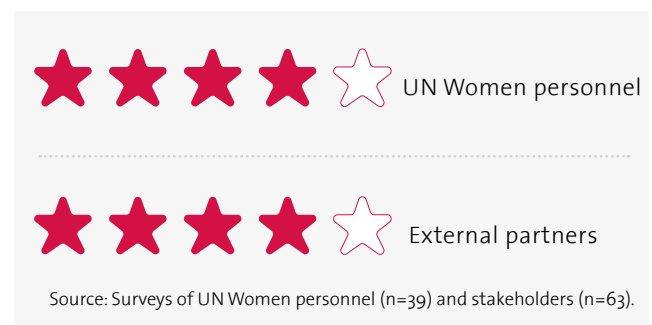 UN Women personnel
External partners
Source: Surveys of UN Women personnel (n=39) and stakeholders (n=63).